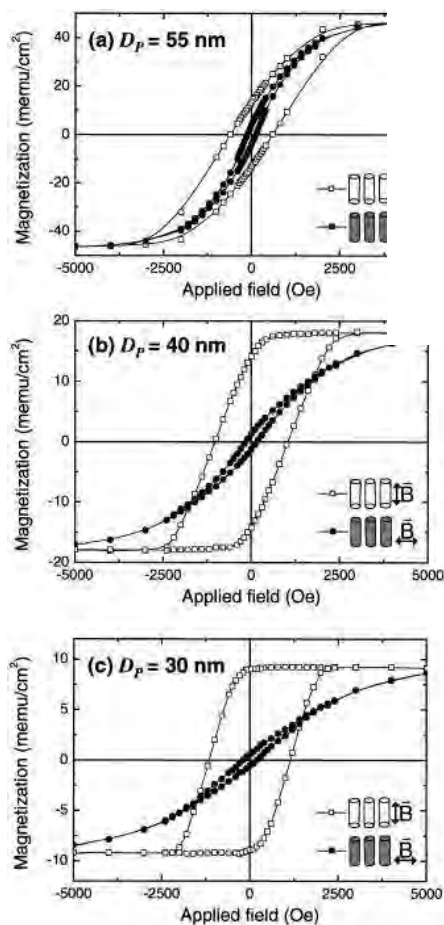 (a) D_P = 55 nm
Magnetization (memu/cm²)
40
20
0
-20
-40
-5000 -2500 0 2500
Applied field (Oe)
(b) D_P = 40 nm
Magnetization (memu/cm²)
20
10
0
-10
-20
B
B
-5000 -2500 0 2500 5000
Applied field (Oe)
(c) D_P = 30 nm
Magnetization (memu/cm²)
10
5
0
-5
-10
B
B
-5000 -2500 0 2500 5000
Applied field (Oe)